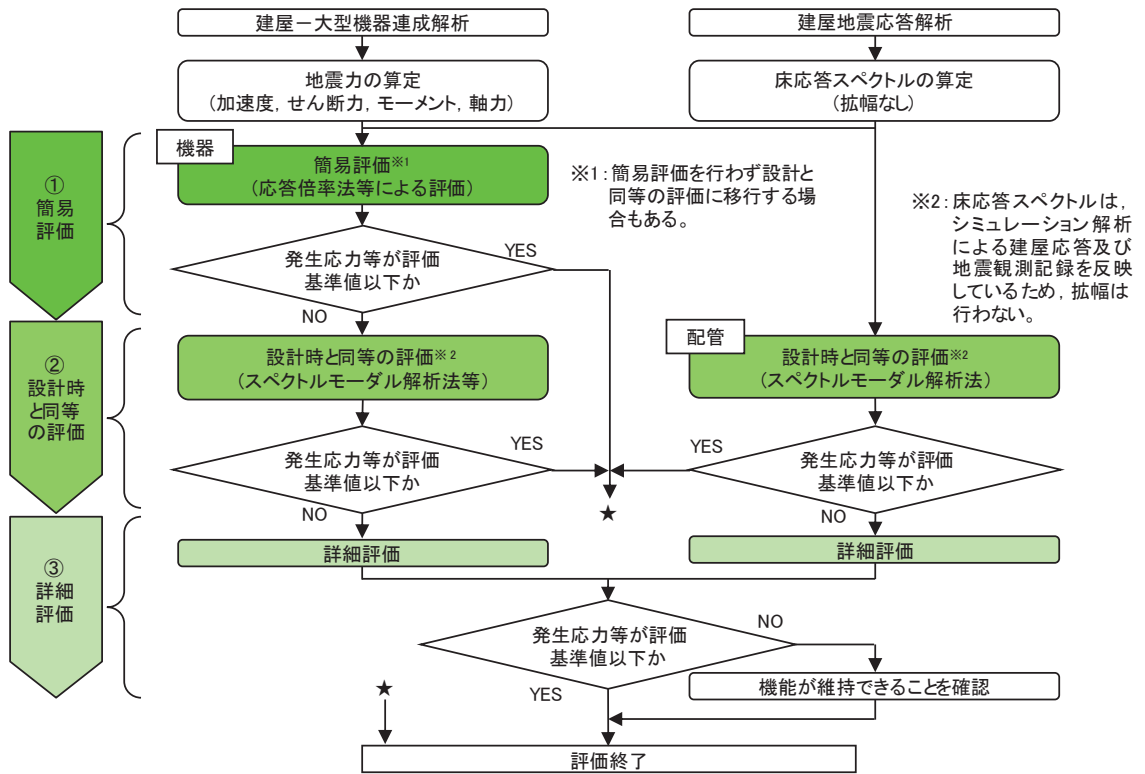 建屋－大型機器連成解析
建屋地震応答解析
地震力の算定
(加速度, せん断力, モーメント, 軸力)
床応答スペクトルの算定
(拡幅なし)
①
簡易
評価
機器
簡易評価※1
(応答倍率法等による評価)
※1：簡易評価を行わず設計と
同等の評価に移行する場
合もある。
※2：床応答スペクトルは,
シミュレーション解析
による建屋応答及び
地震観測記録を反映
しているため, 拡幅は
行わない。
発生応力等が評価
基準値以下か
YES
NO
②
設計時
と同等
の評価
設計時と同等の評価※2
(スペクトルモーダル解析法等)
配管
設計時と同等の評価※2
(スペクトルモーダル解析法)
発生応力等が評価
基準値以下か
YES
NO
★
YES
発生応力等が評価
基準値以下か
NO
③
詳細
評価
詳細評価
詳細評価
発生応力等が評価
基準値以下か
NO
YES
機能が維持できることを確認
★
評価終了